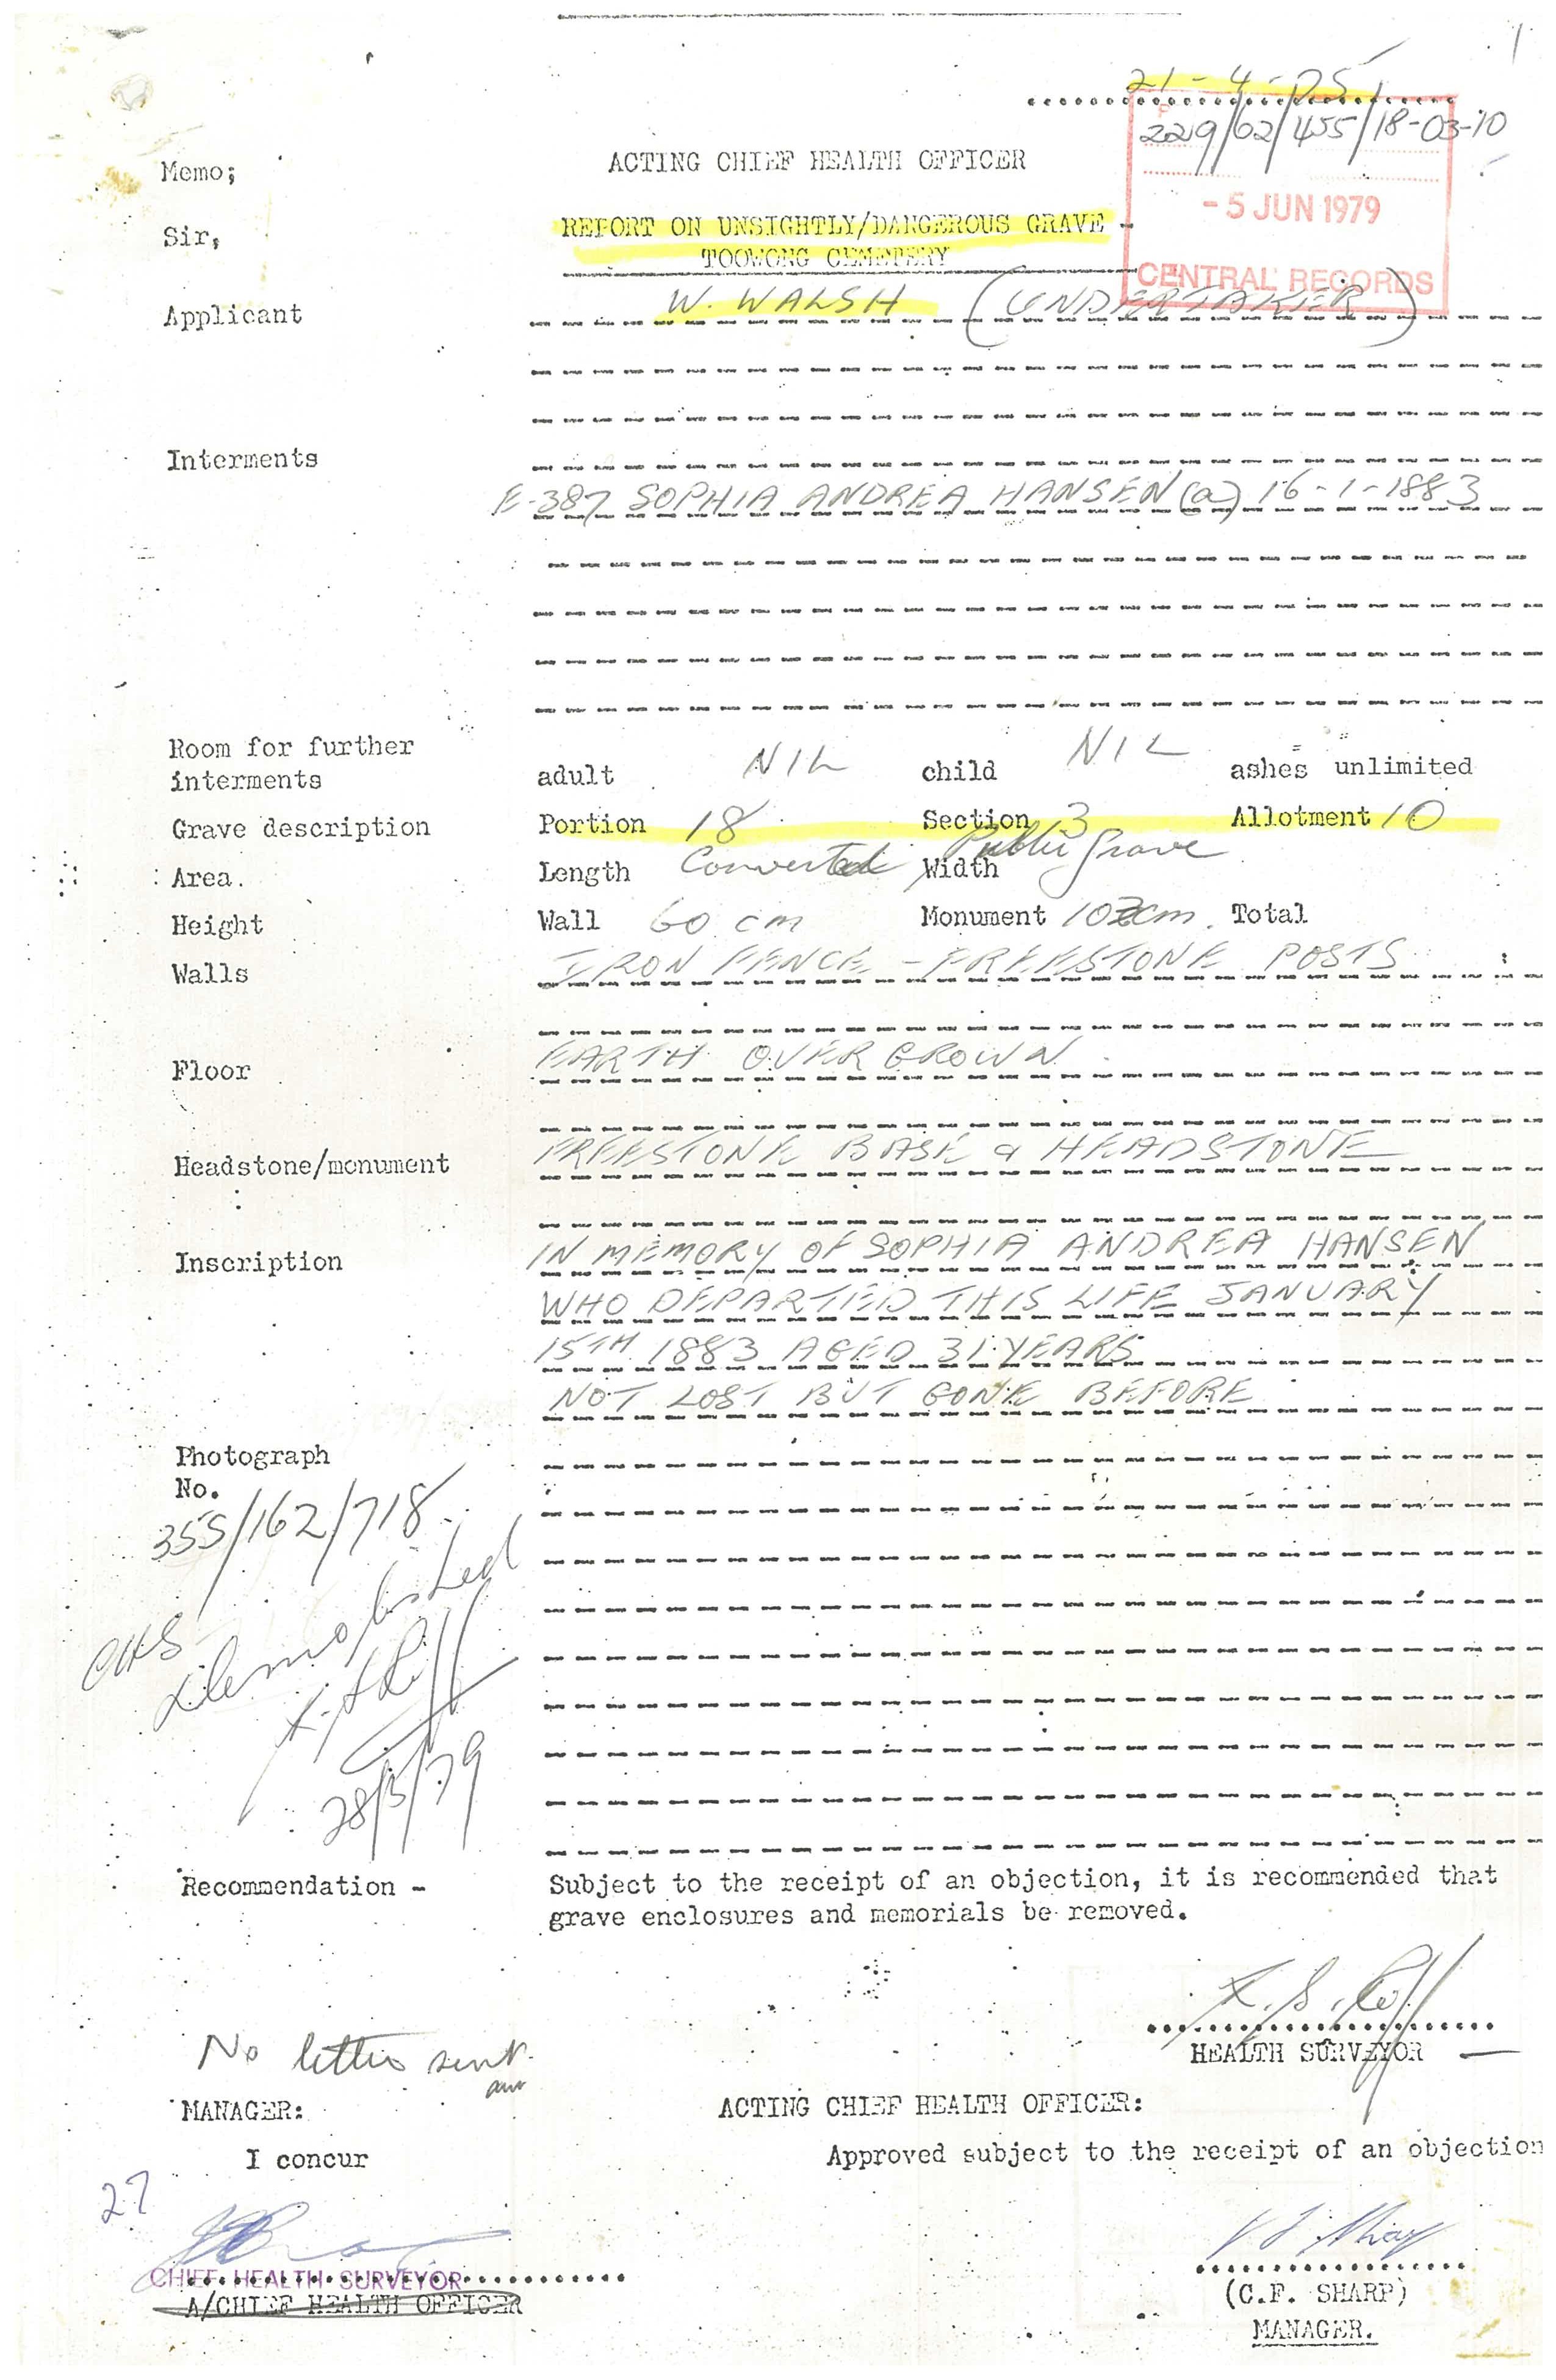 21-4-75
229/62/455/18-03-10
Memo;
ACTING CHIEF HEALTH OFFICER
-5 JUN 1979
Sir,
REPORT ON UNSIGHTLY/DANGEROUS GRAVE -
TOOWONG CEMETERY
CENTRAL RECORDS
Applicant W. WALSH (UNDERTAKER)
Interments
E-387 SOPHIA ANDREA HANSEN (a) 16-1-1883
Room for further
interments adult NIL child NIL ashes unlimited
Grave description Portion 18 Section 3 Allotment 10
Area. Length Converted Width Public Grave
Height Wall 60 cm Monument cm. Total
Walls IRON FENCE - FREESTONE POSTS
Floor EARTH OVERGROWN
Headstone/monument FREESTONE BASE & HEADSTONE
Inscription IN MEMORY OF SOPHIA ANDREA HANSEN
WHO DEPARTED THIS LIFE JANUARY
15TH 1883 AGED 31 YEARS
NOT LOST BUT GONE BEFORE
Photograph
No.
355/162/718
CHS
demolished
28/5/79
Recommendation - Subject to the receipt of an objection, it is recommended that
grave enclosures and memorials be removed.
HEALTH SURVEYOR
No letters sent.
MANAGER: ACTING CHIEF HEALTH OFFICER:
I concur Approved subject to the receipt of an objection
27
CHIEF HEALTH SURVEYOR
A/CHIEF HEALTH OFFICER
(C.F. SHARP)
MANAGER.